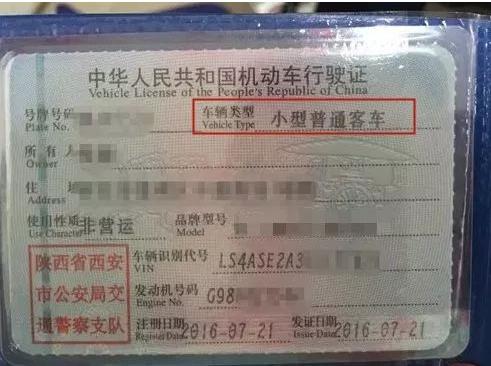 中华人民共和国机动车行驶证
Vehicle License of the People's Republic of China
号牌号码
Plate No.
车辆类型 小型普通客车
Vehicle Type
所有人
Owner
住 址
Address
使用性质 非营运
Use Character
品牌型号
Model
陕西省西安
市公安局交
通警察支队
车辆识别代号 LS4ASE2A3
VIN
发动机号码 G98
Engine No.
注册日期 2016-07-21
Register Date
发证日期 2016-07-21
Issue Date